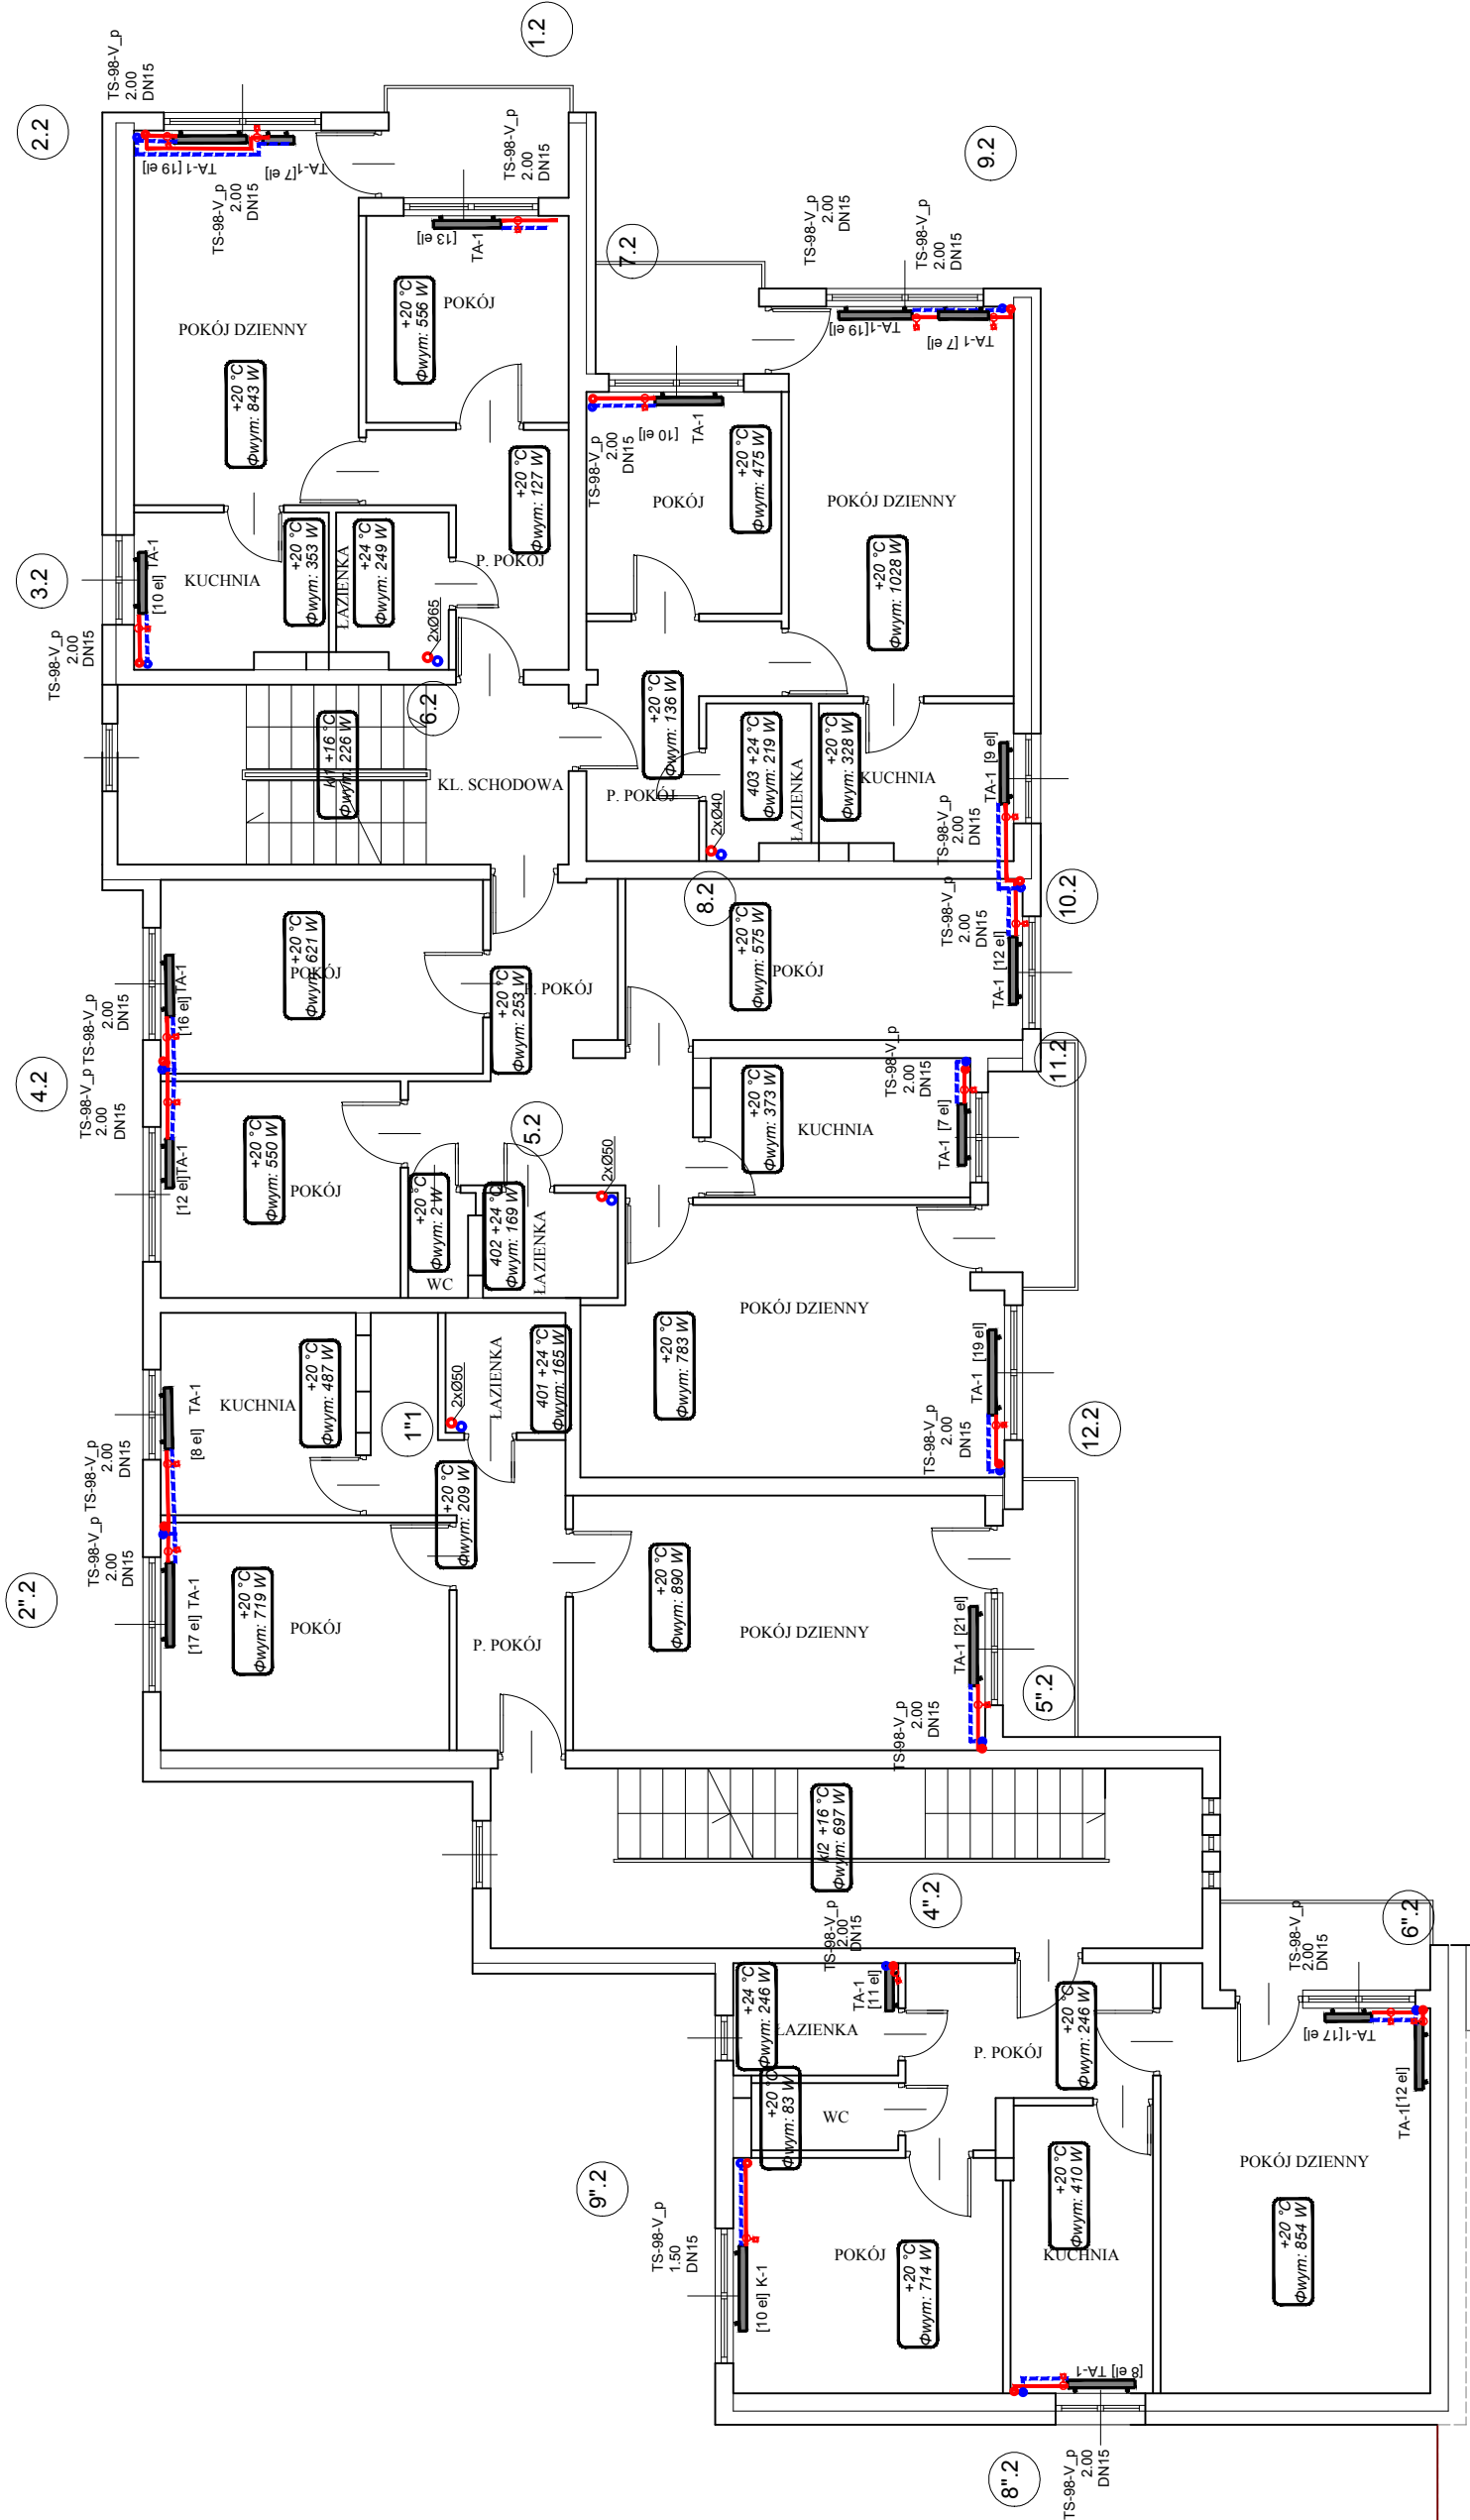 1.2
TS-98-V_p
2.00
DN15
2.2
TS-98-V_p
2.00
DN15
TA-1 [19 el]
TA-1[7 el]
9.2
TS-98-V_p
2.00
DN15
[13 el]
TA-1
7.2
TS-98-V_p
2.00
DN15
TS-98-V_p
2.00
DN15
POKÓJ DZIENNY
+20 °C
Φwym: 843 W
+20 °C
Φwym: 556 W
POKÓJ
TA-1[19 el]
TA-1 [7 el]
TS-98-V_p
2.00
DN15
[10 el]
TA-1
+20 °C
Φwym: 475 W
POKÓJ
POKÓJ DZIENNY
+20 °C
Φwym: 127 W
P. POKÓJ
3.2
TA-1
[10 el]
KUCHNIA
+20 °C
Φwym: 353 W
ŁAZIENKA
+24 °C
Φwym: 249 W
+20 °C
Φwym: 1028 W
TS-98-V_p
2.00
DN15
2xØ65
6.2
kl1 +16 °C
Φwym: 226 W
KL. SCHODOWA
+20 °C
Φwym: 136 W
P. POKÓJ
403 +24 °C
Φwym: 219 W
ŁAZIENKA
+20 °C
Φwym: 328 W
KUCHNIA
TA-1 [9 el]
2xØ40
TS-98-V_p
2.00
DN15
8.2
10.2
TS-98-V_p
2.00
DN15
+20 °C
Φwym: 621 W
POKÓJ
+20 °C
Φwym: 575 W
POKÓJ
TA-1 [12 el]
[16 el] TA-1
+20 °C
Φwym: 253 W
P. POKÓJ
TS-98-V_p
2.00
DN15
4.2
TS-98-V_p
2.00
DN15
11.2
TS-98-V_p
2.00
DN15
+20 °C
Φwym: 373 W
KUCHNIA
TA-1 [7 el]
5.2
[12 el]TA-1
+20 °C
Φwym: 550 W
POKÓJ
+20 °C
Φwym: 2 W
WC
402 +24 °C
Φwym: 169 W
ŁAZIENKA
2xØ50
POKÓJ DZIENNY
+20 °C
Φwym: 783 W
TA-1 [19 el]
12.2
TS-98-V_p
2.00
DN15
[8 el] TA-1
KUCHNIA
+20 °C
Φwym: 487 W
1"1
2xØ50
ŁAZIENKA
401 +24 °C
Φwym: 165 W
TS-98-V_p
2.00
DN15
+20 °C
Φwym: 209 W
TS-98-V_p
2.00
DN15
2".2
[17 el] TA-1
+20 °C
Φwym: 719 W
POKÓJ
P. POKÓJ
+20 °C
Φwym: 890 W
POKÓJ DZIENNY
TA-1 [21 el]
5".2
TS-98-V_p
2.00
DN15
kl2 +16 °C
Φwym: 697 W
4".2
6".2
TS-98-V_p
2.00
DN15
TA-1
[11 el]
+24 °C
Φwym: 246 W
ŁAZIENKA
P. POKÓJ
+20 °C
Φwym: 246 W
TS-98-V_p
2.00
DN15
TA-1[17 el]
TA-1[12 el]
+20 °C
Φwym: 83 W
WC
9".2
TS-98-V_p
1.50
DN15
[10 el] K-1
POKÓJ
+20 °C
Φwym: 714 W
+20 °C
Φwym: 410 W
KUCHNIA
POKÓJ DZIENNY
+20 °C
Φwym: 854 W
[8 el] TA-1
8".2
TS-98-V_p
2.00
DN15